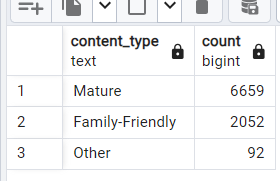 content_type count
text bigint
1 Mature 6659
2 Family-Friendly 2052
3 Other 92